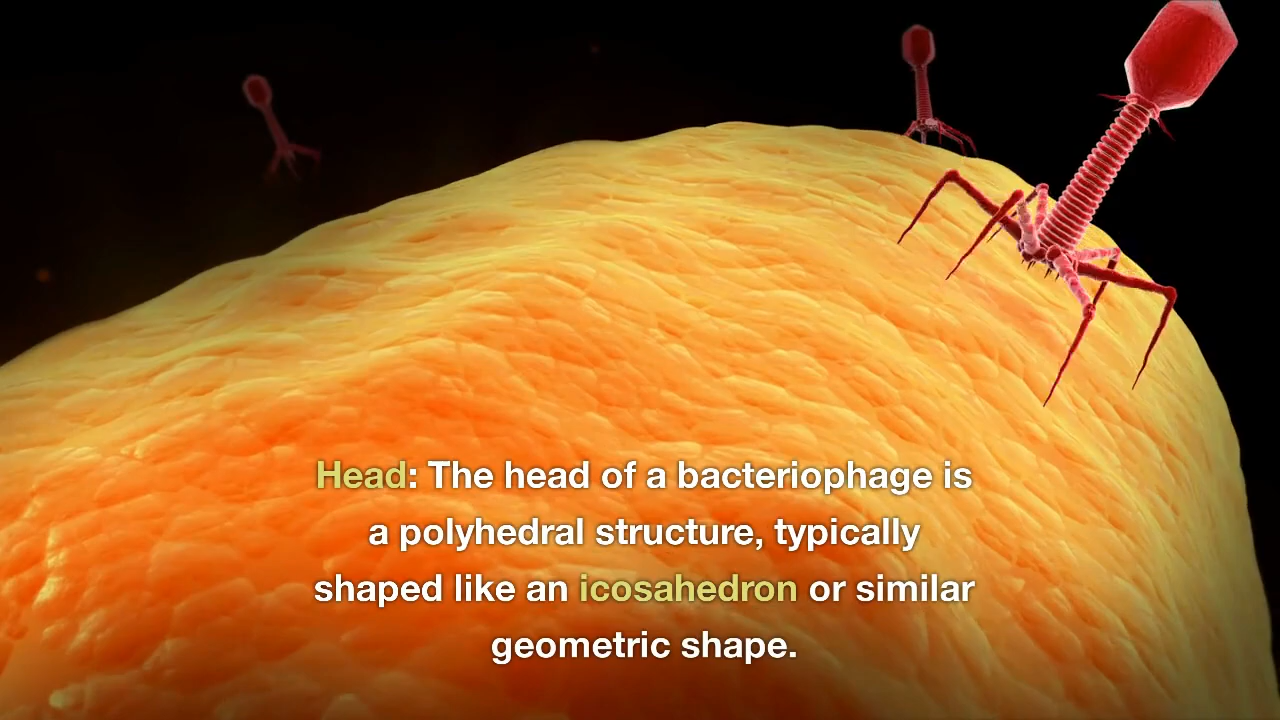 Head: The head of a bacteriophage is
a polyhedral structure, typically
shaped like an icosahedron or similar
geometric shape.